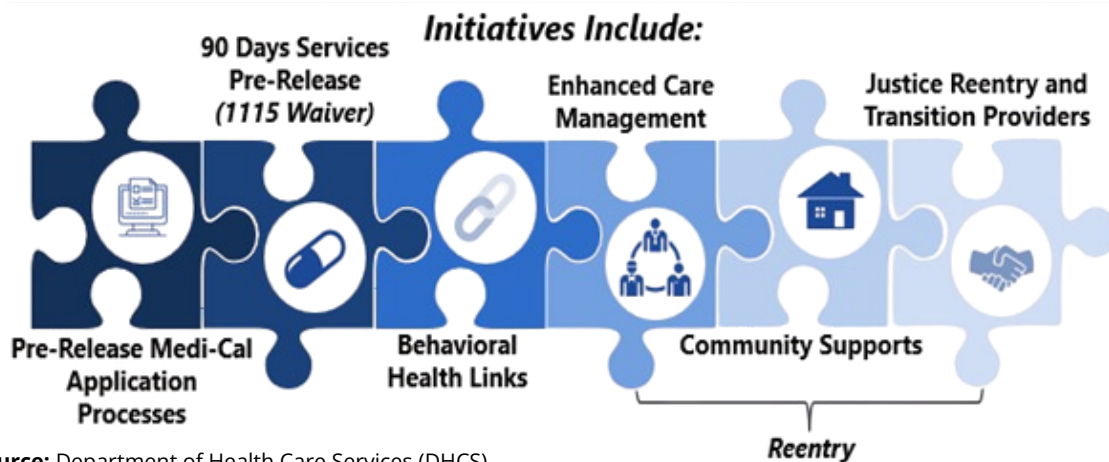 Initiatives Include:
90 Days Services
Pre-Release
(1115 Waiver)
Enhanced Care
Management
Justice Reentry and
Transition Providers
Pre-Release Medi-Cal
Application
Processes
Behavioral
Health Links
Community Supports
Reentry
urce: Department of Health Care Services (DHCS)